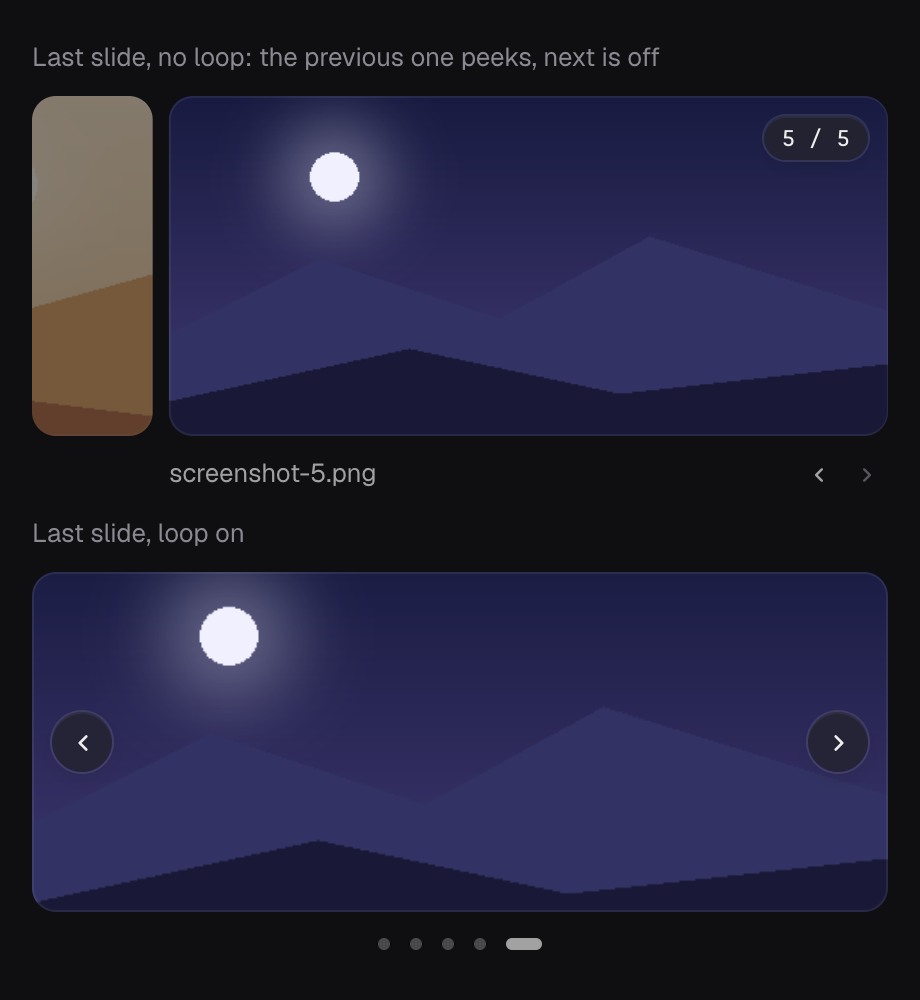 Last slide, no loop: the previous one peeks, next is off
5 / 5
screenshot-5.png
Last slide, loop on